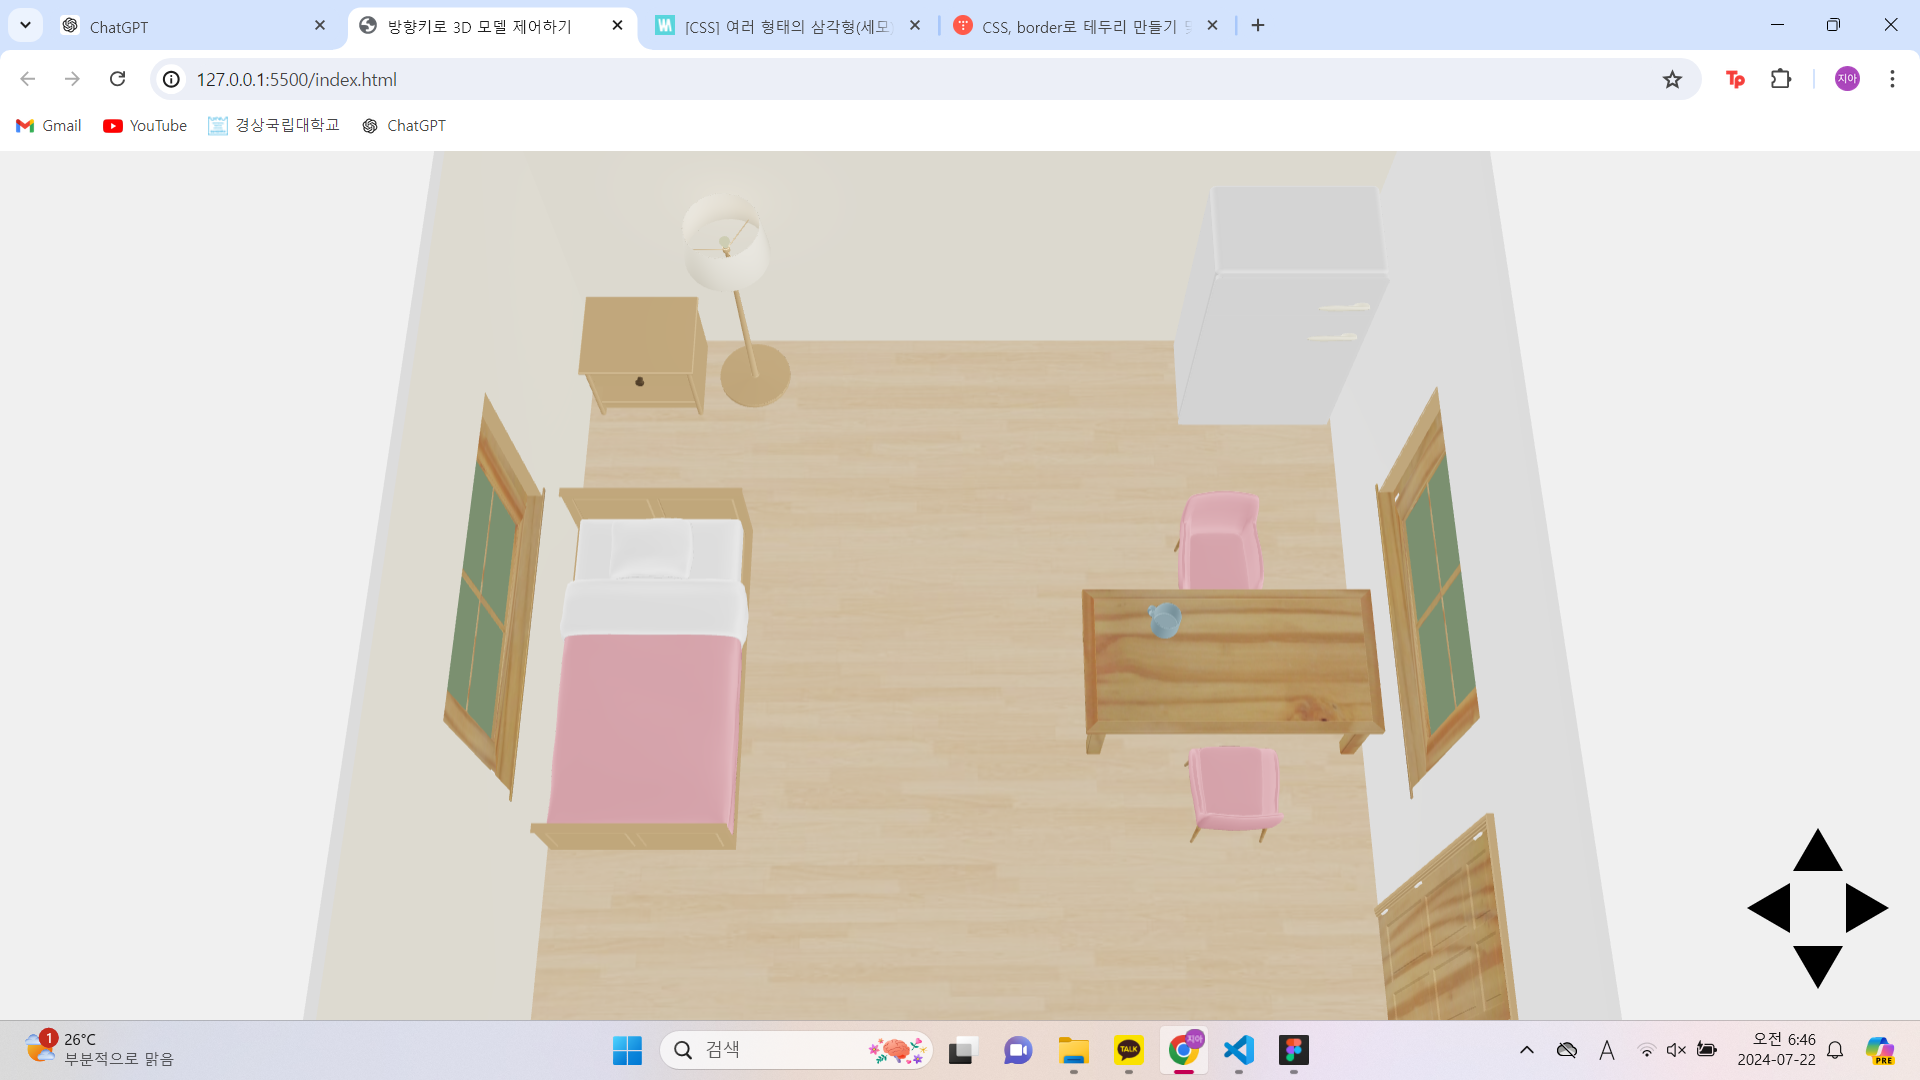 ChatGPT
방향키로 3D 모델 제어하기
[CSS] 여러 형태의 삼각형(세모)
CSS, border로 테두리 만들기 및
127.0.0.1:5500/index.html
Tp
지아
Gmail
YouTube
경상국립대학교
ChatGPT
1
26°C
부분적으로 맑음
검색
TALK
지아
A
오전 6:46
2024-07-22
PRE